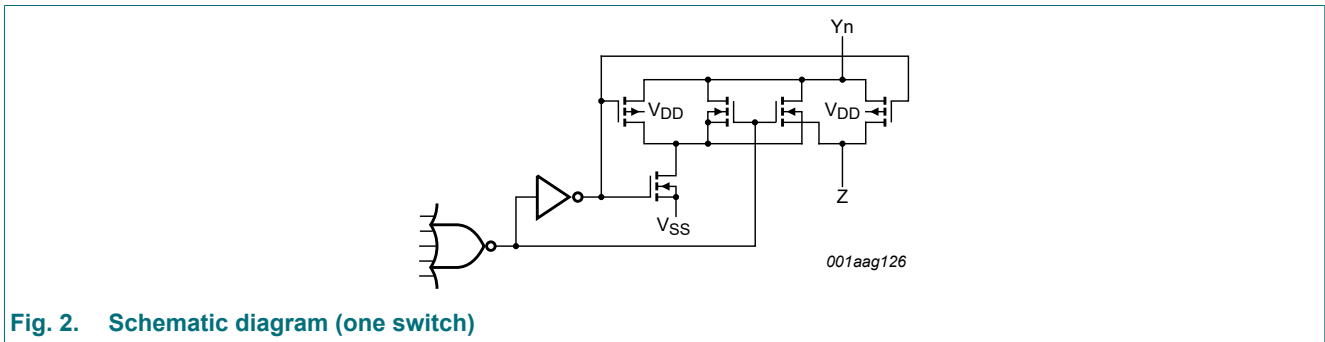 Yn
VDD
VDD
Z
VSS
001aag126
Fig. 2. Schematic diagram (one switch)